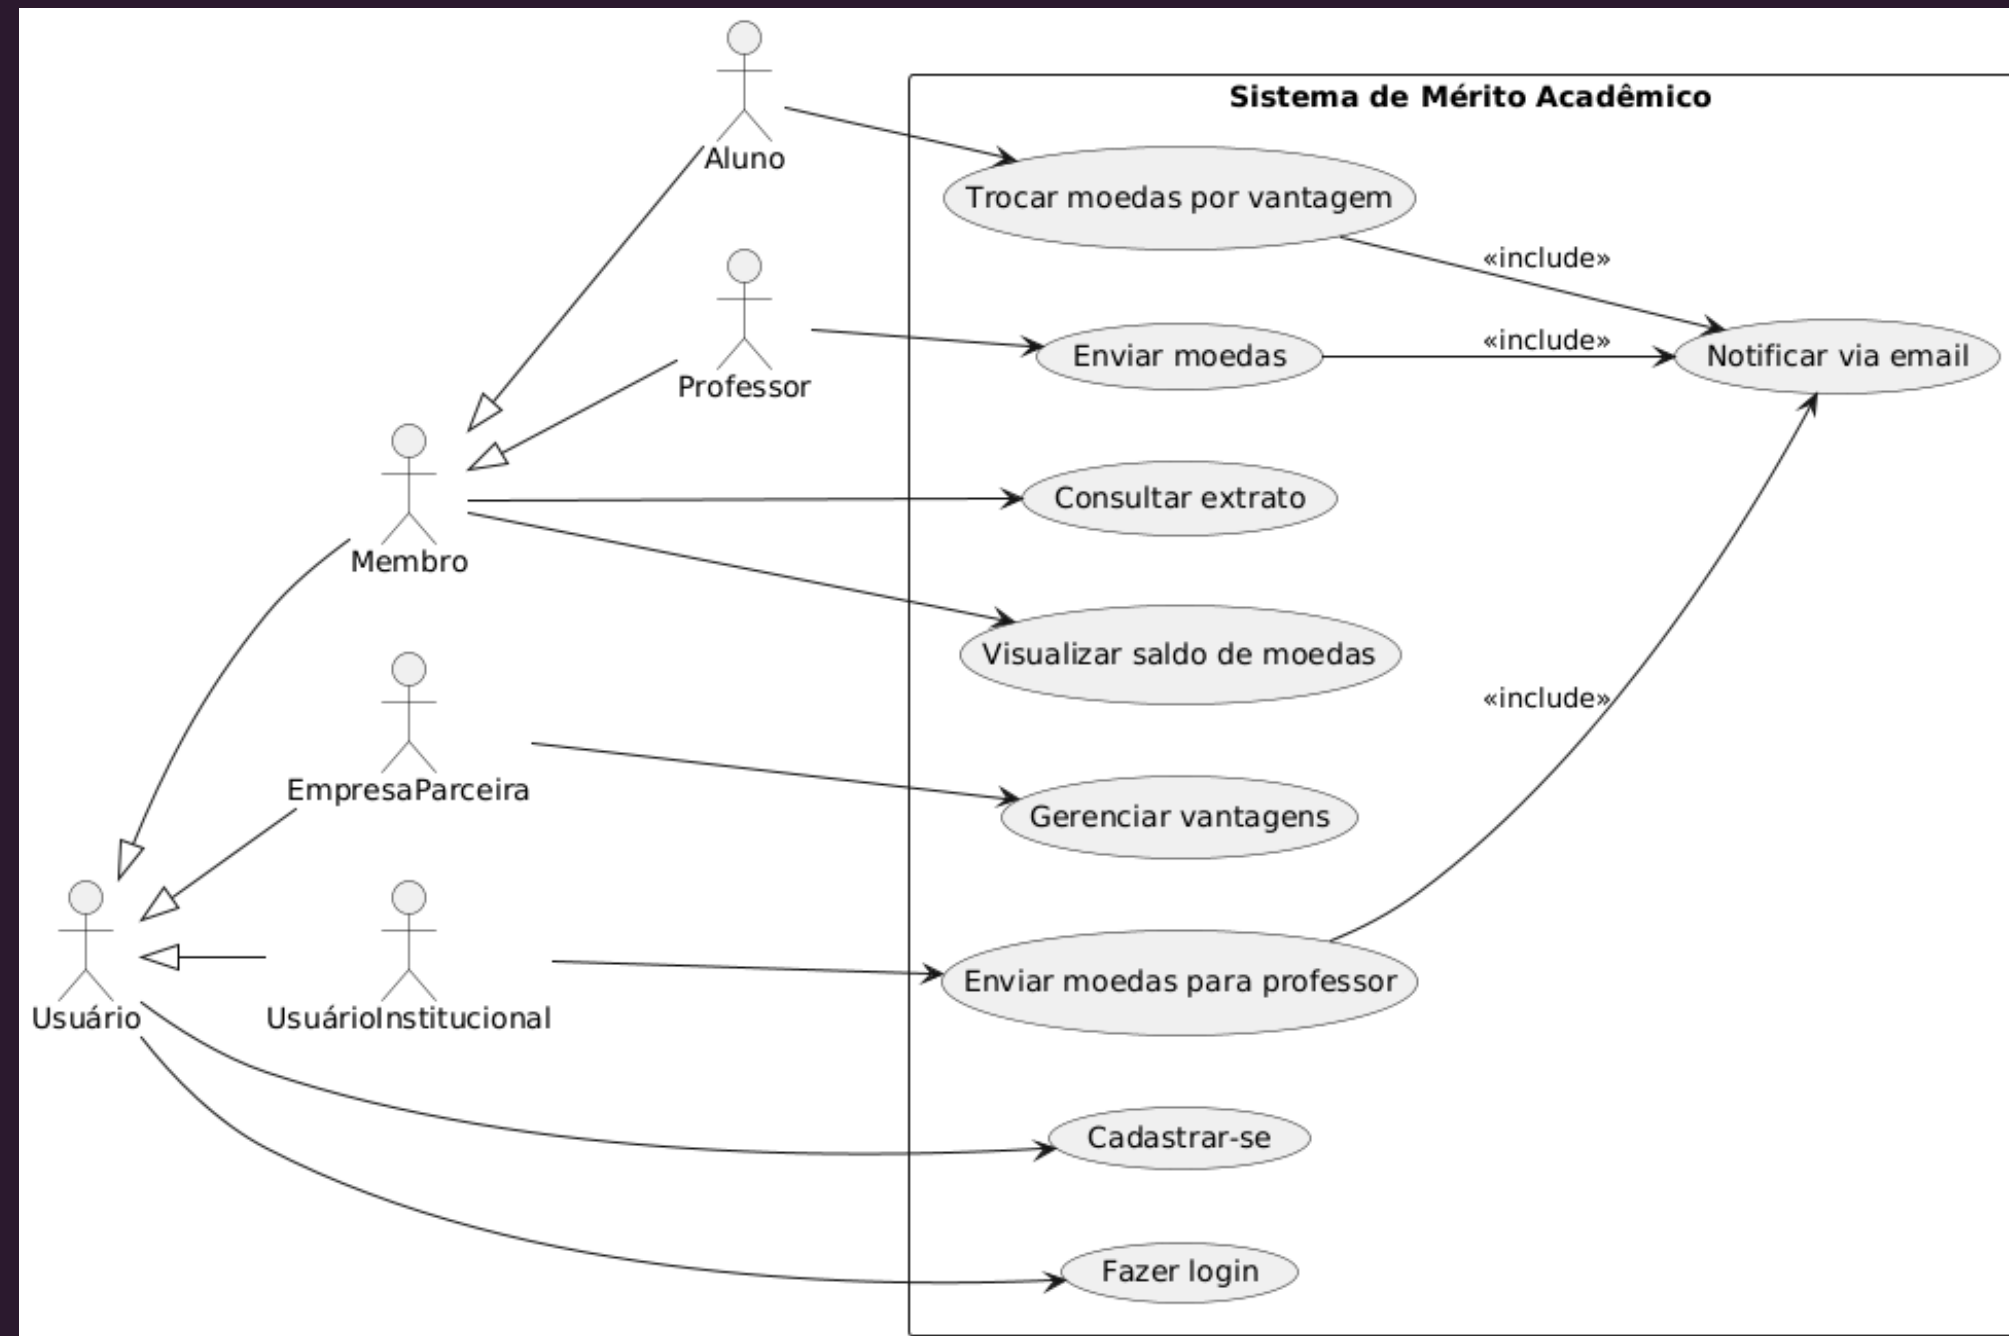 Sistema de Mérito Acadêmico
Aluno
Trocar moedas por vantagem
«include»
Professor
Enviar moedas
«include»
Notificar via email
Membro
Consultar extrato
Visualizar saldo de moedas
«include»
EmpresaParceira
Gerenciar vantagens
Usuário
UsuárioInstitucional
Enviar moedas para professor
Cadastrar-se
Fazer login